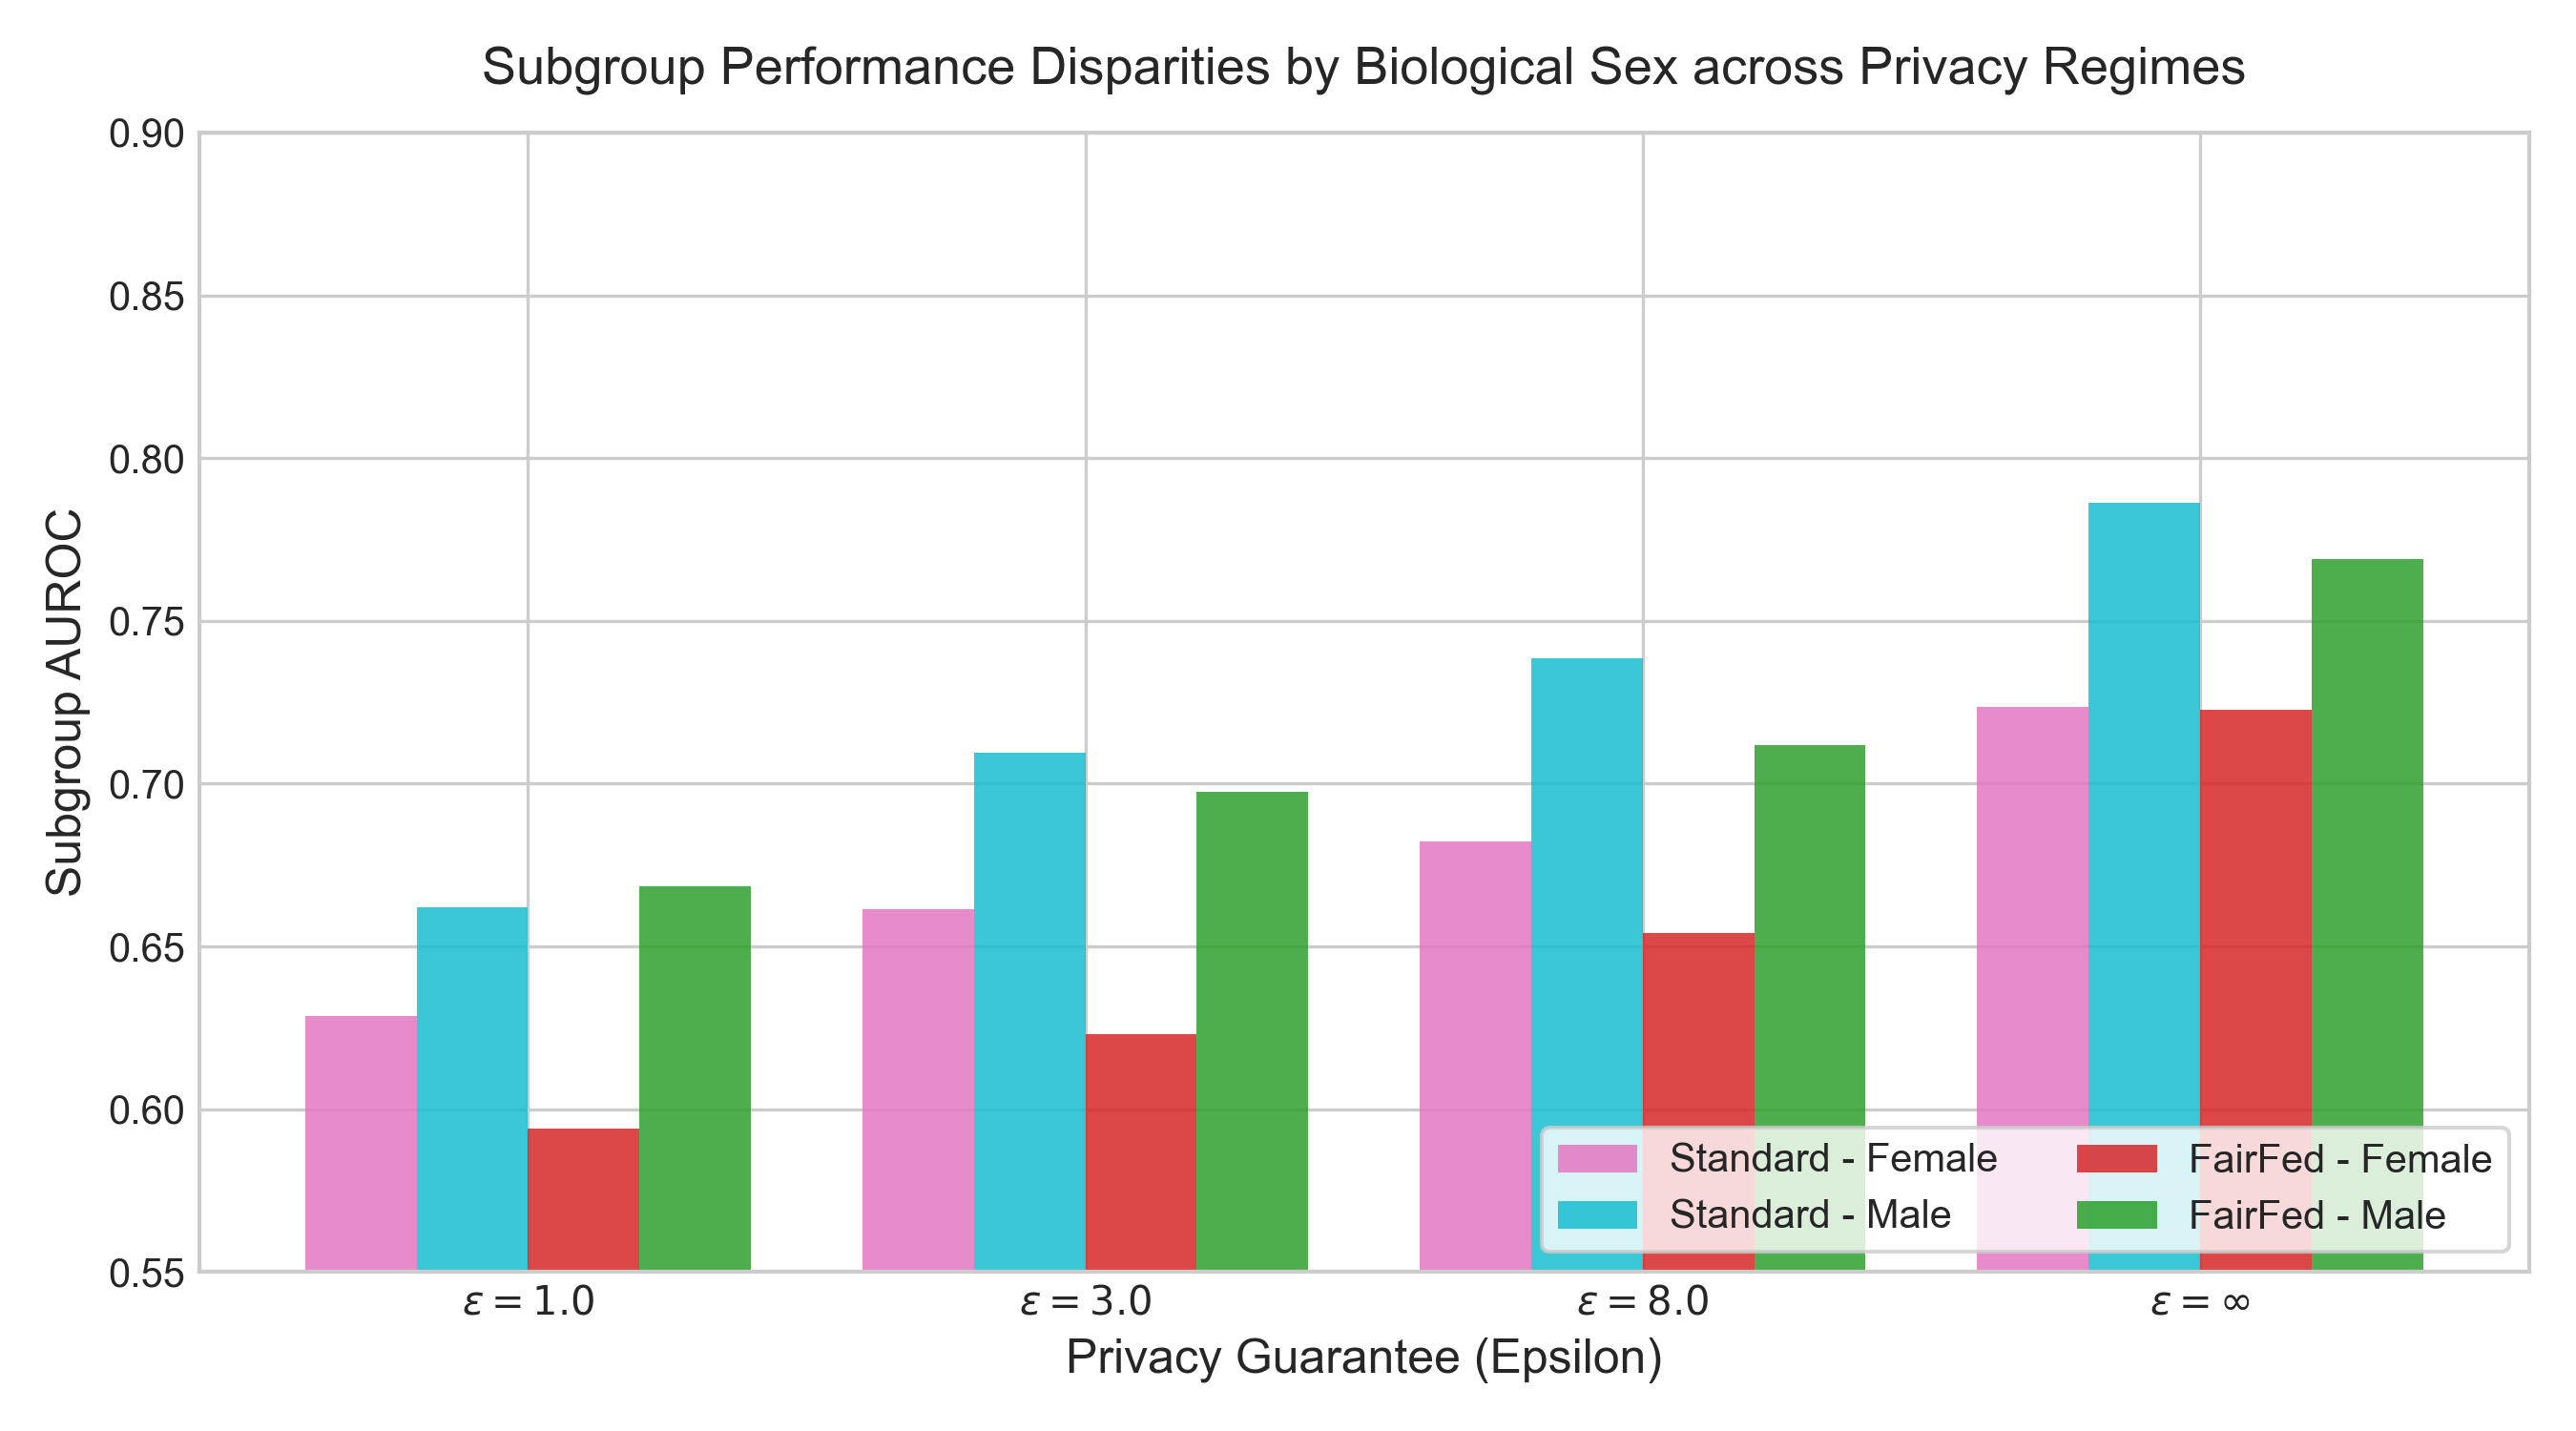 Subgroup Performance Disparities by Biological Sex across Privacy Regimes
Subgroup AUROC
0.90
0.85
0.80
0.75
0.70
0.65
0.60
0.55
ε = 1.0
ε = 3.0
ε = 8.0
ε = ∞
Privacy Guarantee (Epsilon)
Standard - Female
Standard - Male
FairFed - Female
FairFed - Male